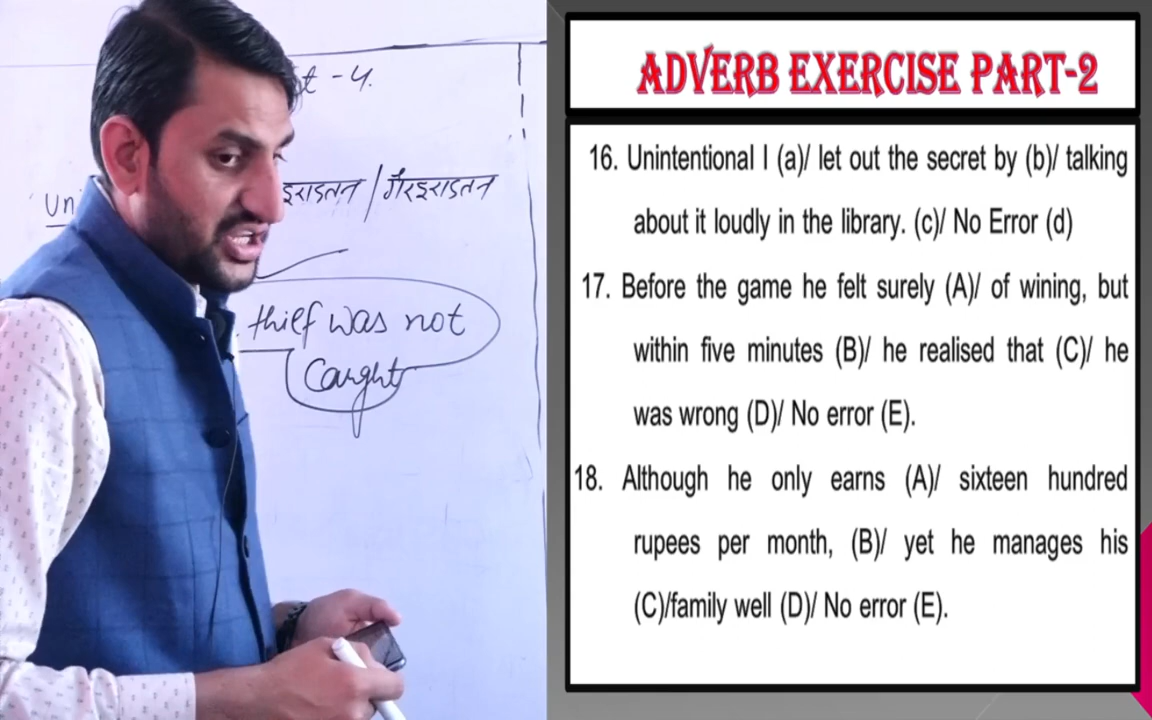 t - 4.
Un इरादतन / गैरइरादतन
thief was not
Caught
ADVERB EXERCISE PART-2
16. Unintentional I (a)/ let out the secret by (b)/ talking
about it loudly in the library. (c)/ No Error (d)
17. Before the game he felt surely (A)/ of wining, but
within five minutes (B)/ he realised that (C)/ he
was wrong (D)/ No error (E).
18. Although he only earns (A)/ sixteen hundred
rupees per month, (B)/ yet he manages his
(C)/family well (D)/ No error (E).